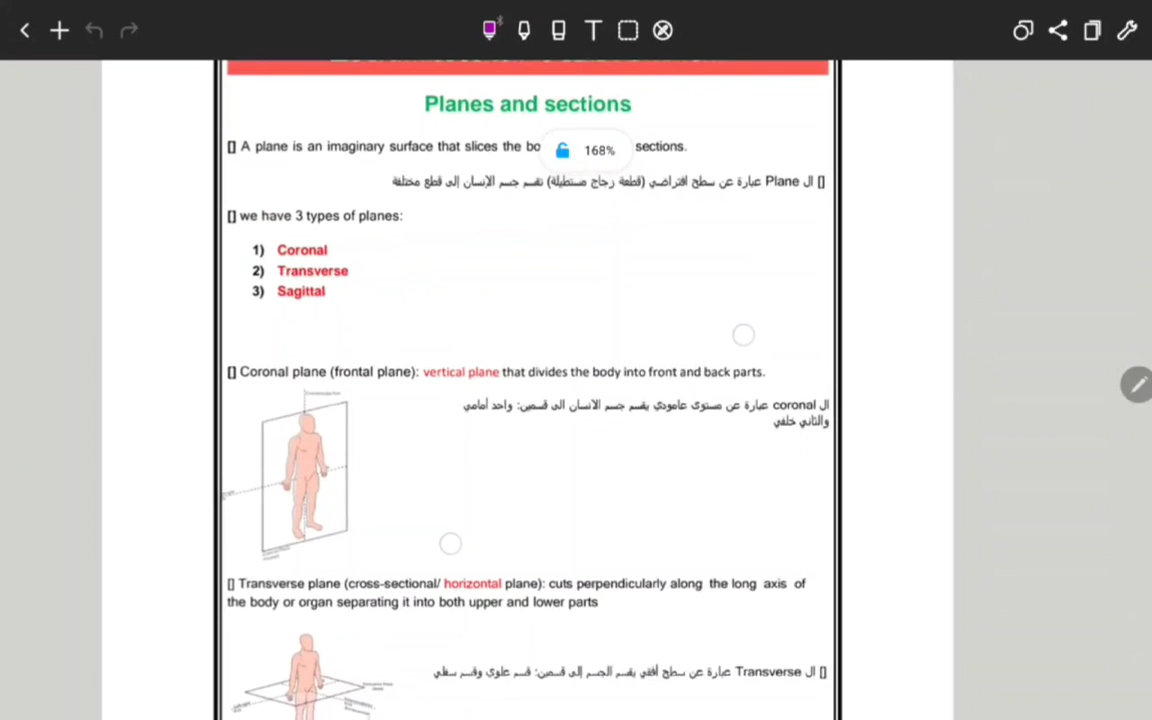 Planes and sections
[] A plane is an imaginary surface that slices the bo
168%
sections.
[] ال Plane عبارة عن سطح افتراضي (قطعة زجاج مستطيلة) تقسم جسم الإنسان إلى قطع مختلفة
[] we have 3 types of planes:
1) Coronal
2) Transverse
3) Sagittal
[] Coronal plane (frontal plane): vertical plane that divides the body into front and back parts.
ال coronal عبارة عن مستوى عامودي يقسم جسم الانسان الى قسمين: واحد أمامي
والثاني خلفي
[] Transverse plane (cross-sectional/ horizontal plane): cuts perpendicularly along the long axis of
the body or organ separating it into both upper and lower parts
[] ال Transverse عبارة عن سطح أفقي يقسم الجسم إلى قسمين: قسم علوي وقسم سفلي